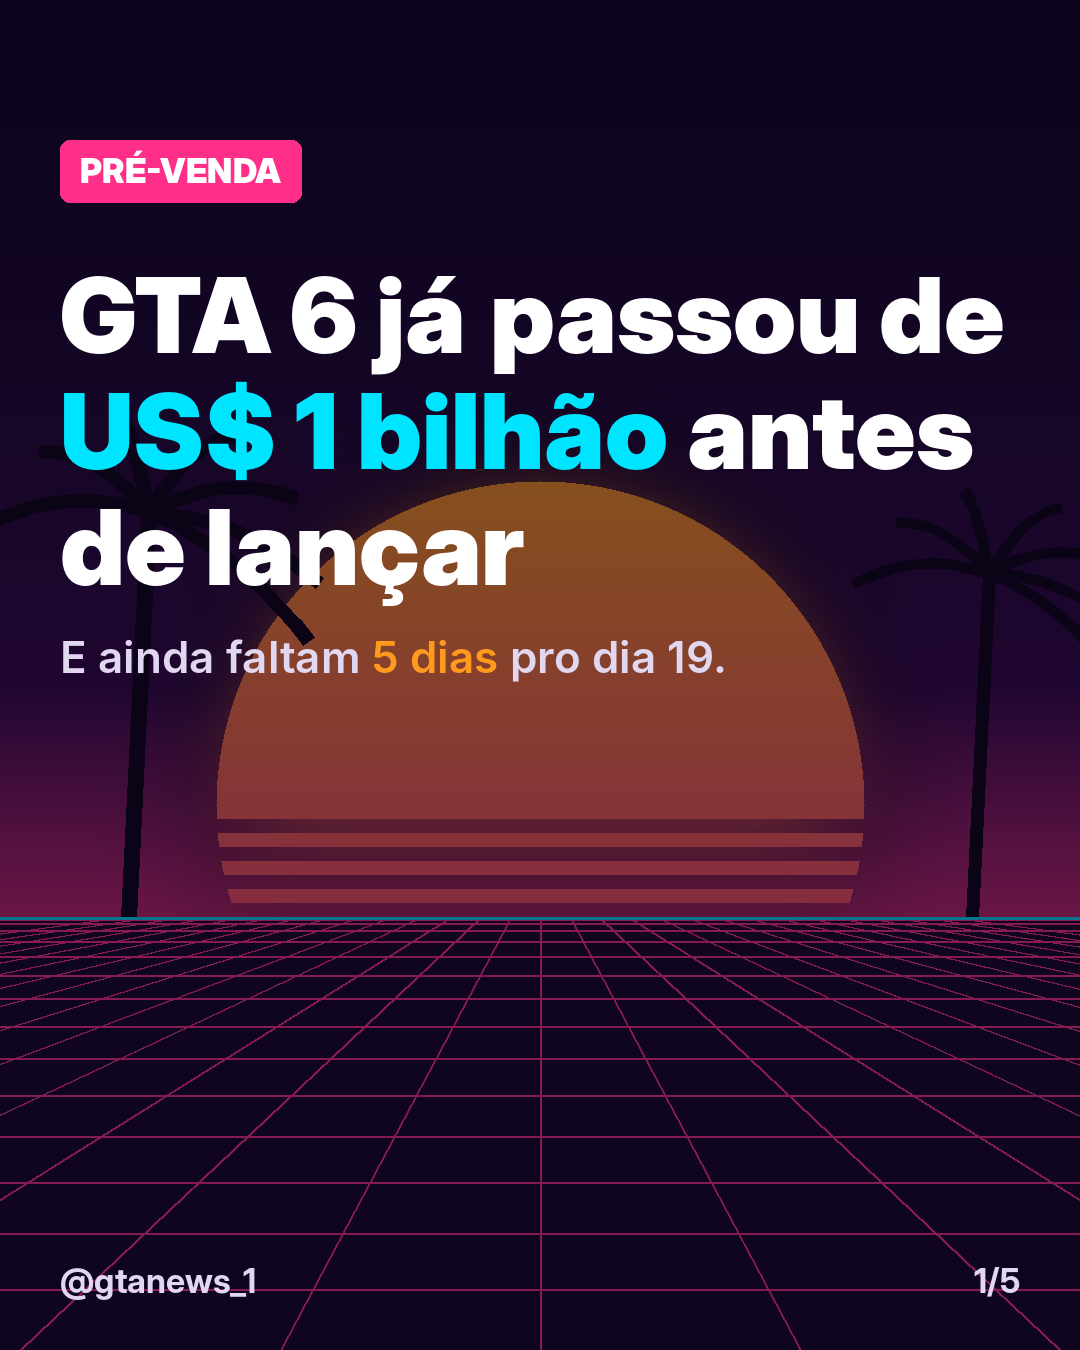 PRÉ-VENDA
GTA 6 já passou de
US$ 1 bilhão antes
de lançar
E ainda faltam 5 dias pro dia 19.
@gtanews_1
1/5